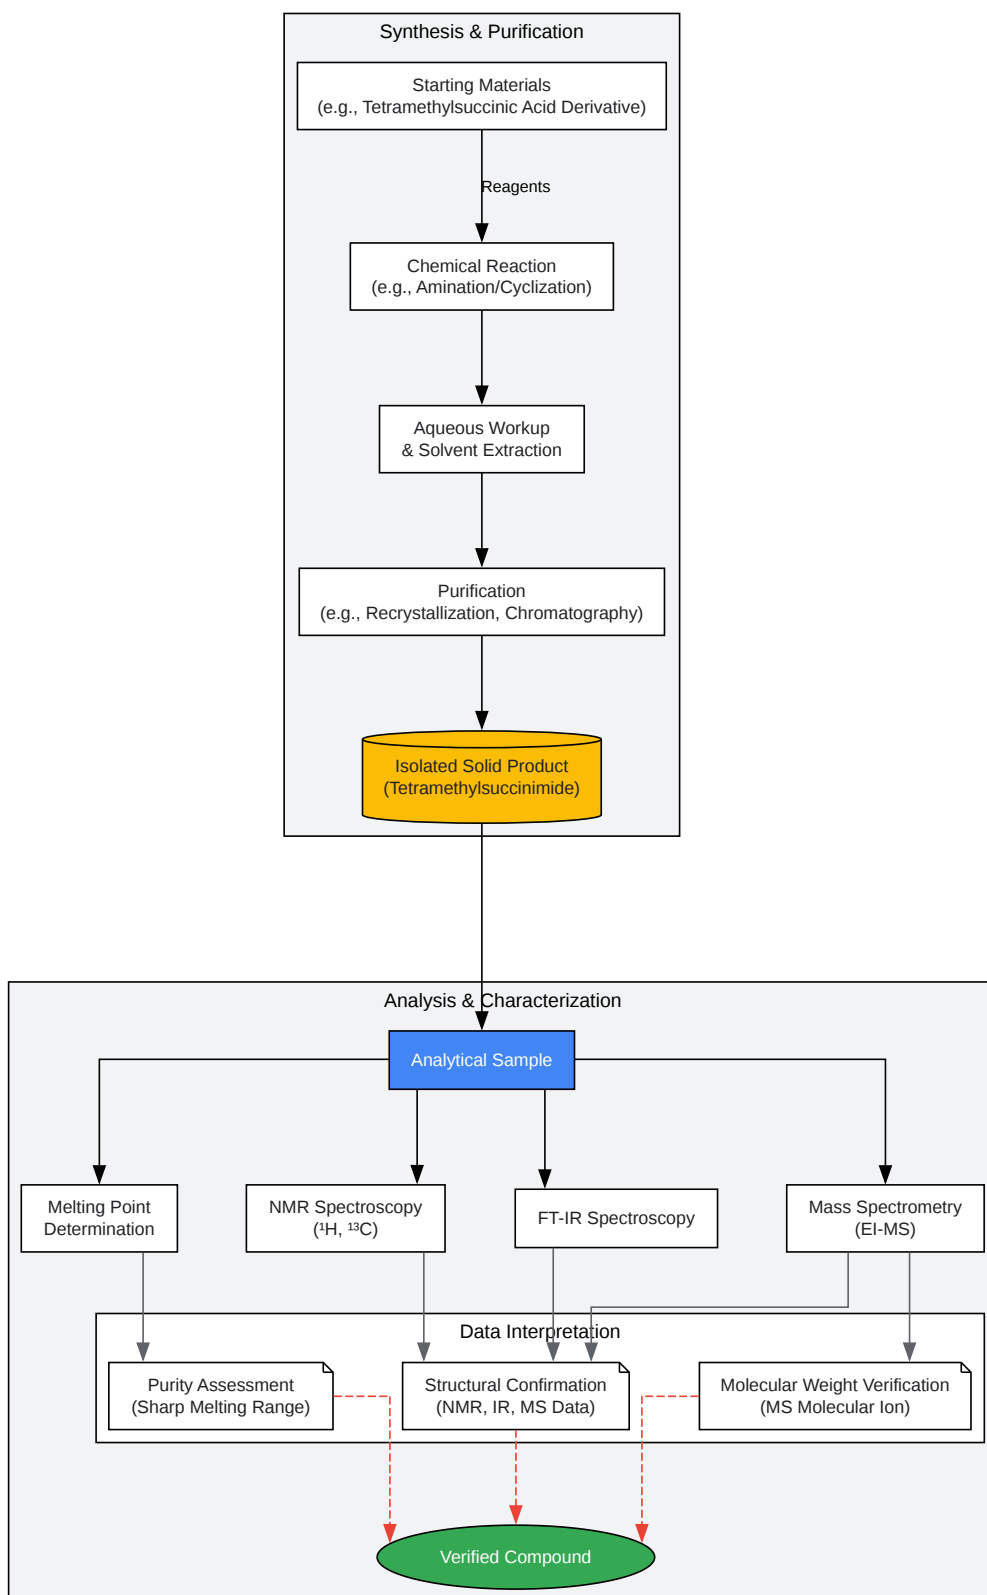 Synthesis & Purification
Starting Materials
(e.g., Tetramethylsuccinic Acid Derivative)
Reagents
Chemical Reaction
(e.g., Amination/Cyclization)
Aqueous Workup
& Solvent Extraction
Purification
(e.g., Recrystallization, Chromatography)
Isolated Solid Product
(Tetramethylsuccinimide)
Analysis & Characterization
Analytical Sample
Melting Point
Determination
NMR Spectroscopy
(¹H, ¹³C)
FT-IR Spectroscopy
Mass Spectrometry
(EI-MS)
Data Interpretation
Purity Assessment
(Sharp Melting Range)
Structural Confirmation
(NMR, IR, MS Data)
Molecular Weight Verification
(MS Molecular Ion)
Verified Compound